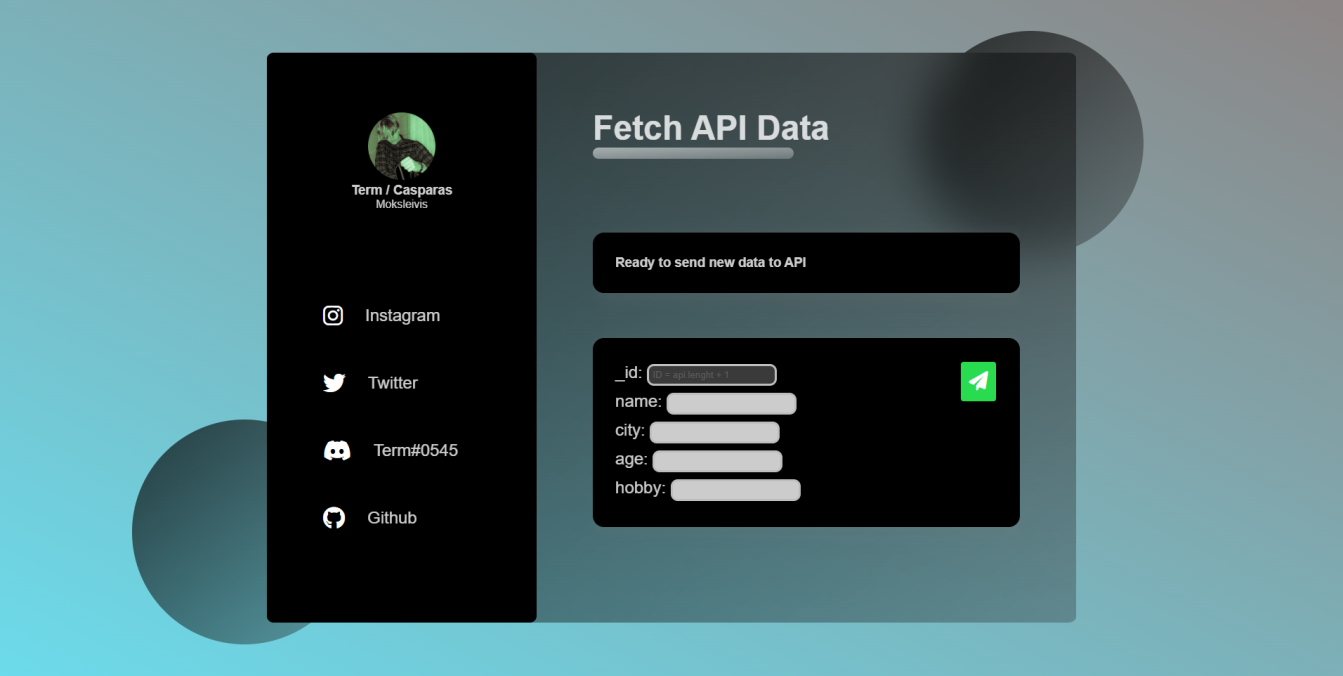 Term / Casparas
Moksleivis
Instagram
Twitter
Term#0545
Github
Fetch API Data
Ready to send new data to API
_id: ID = api.lenght + 1
name:
city:
age:
hobby: